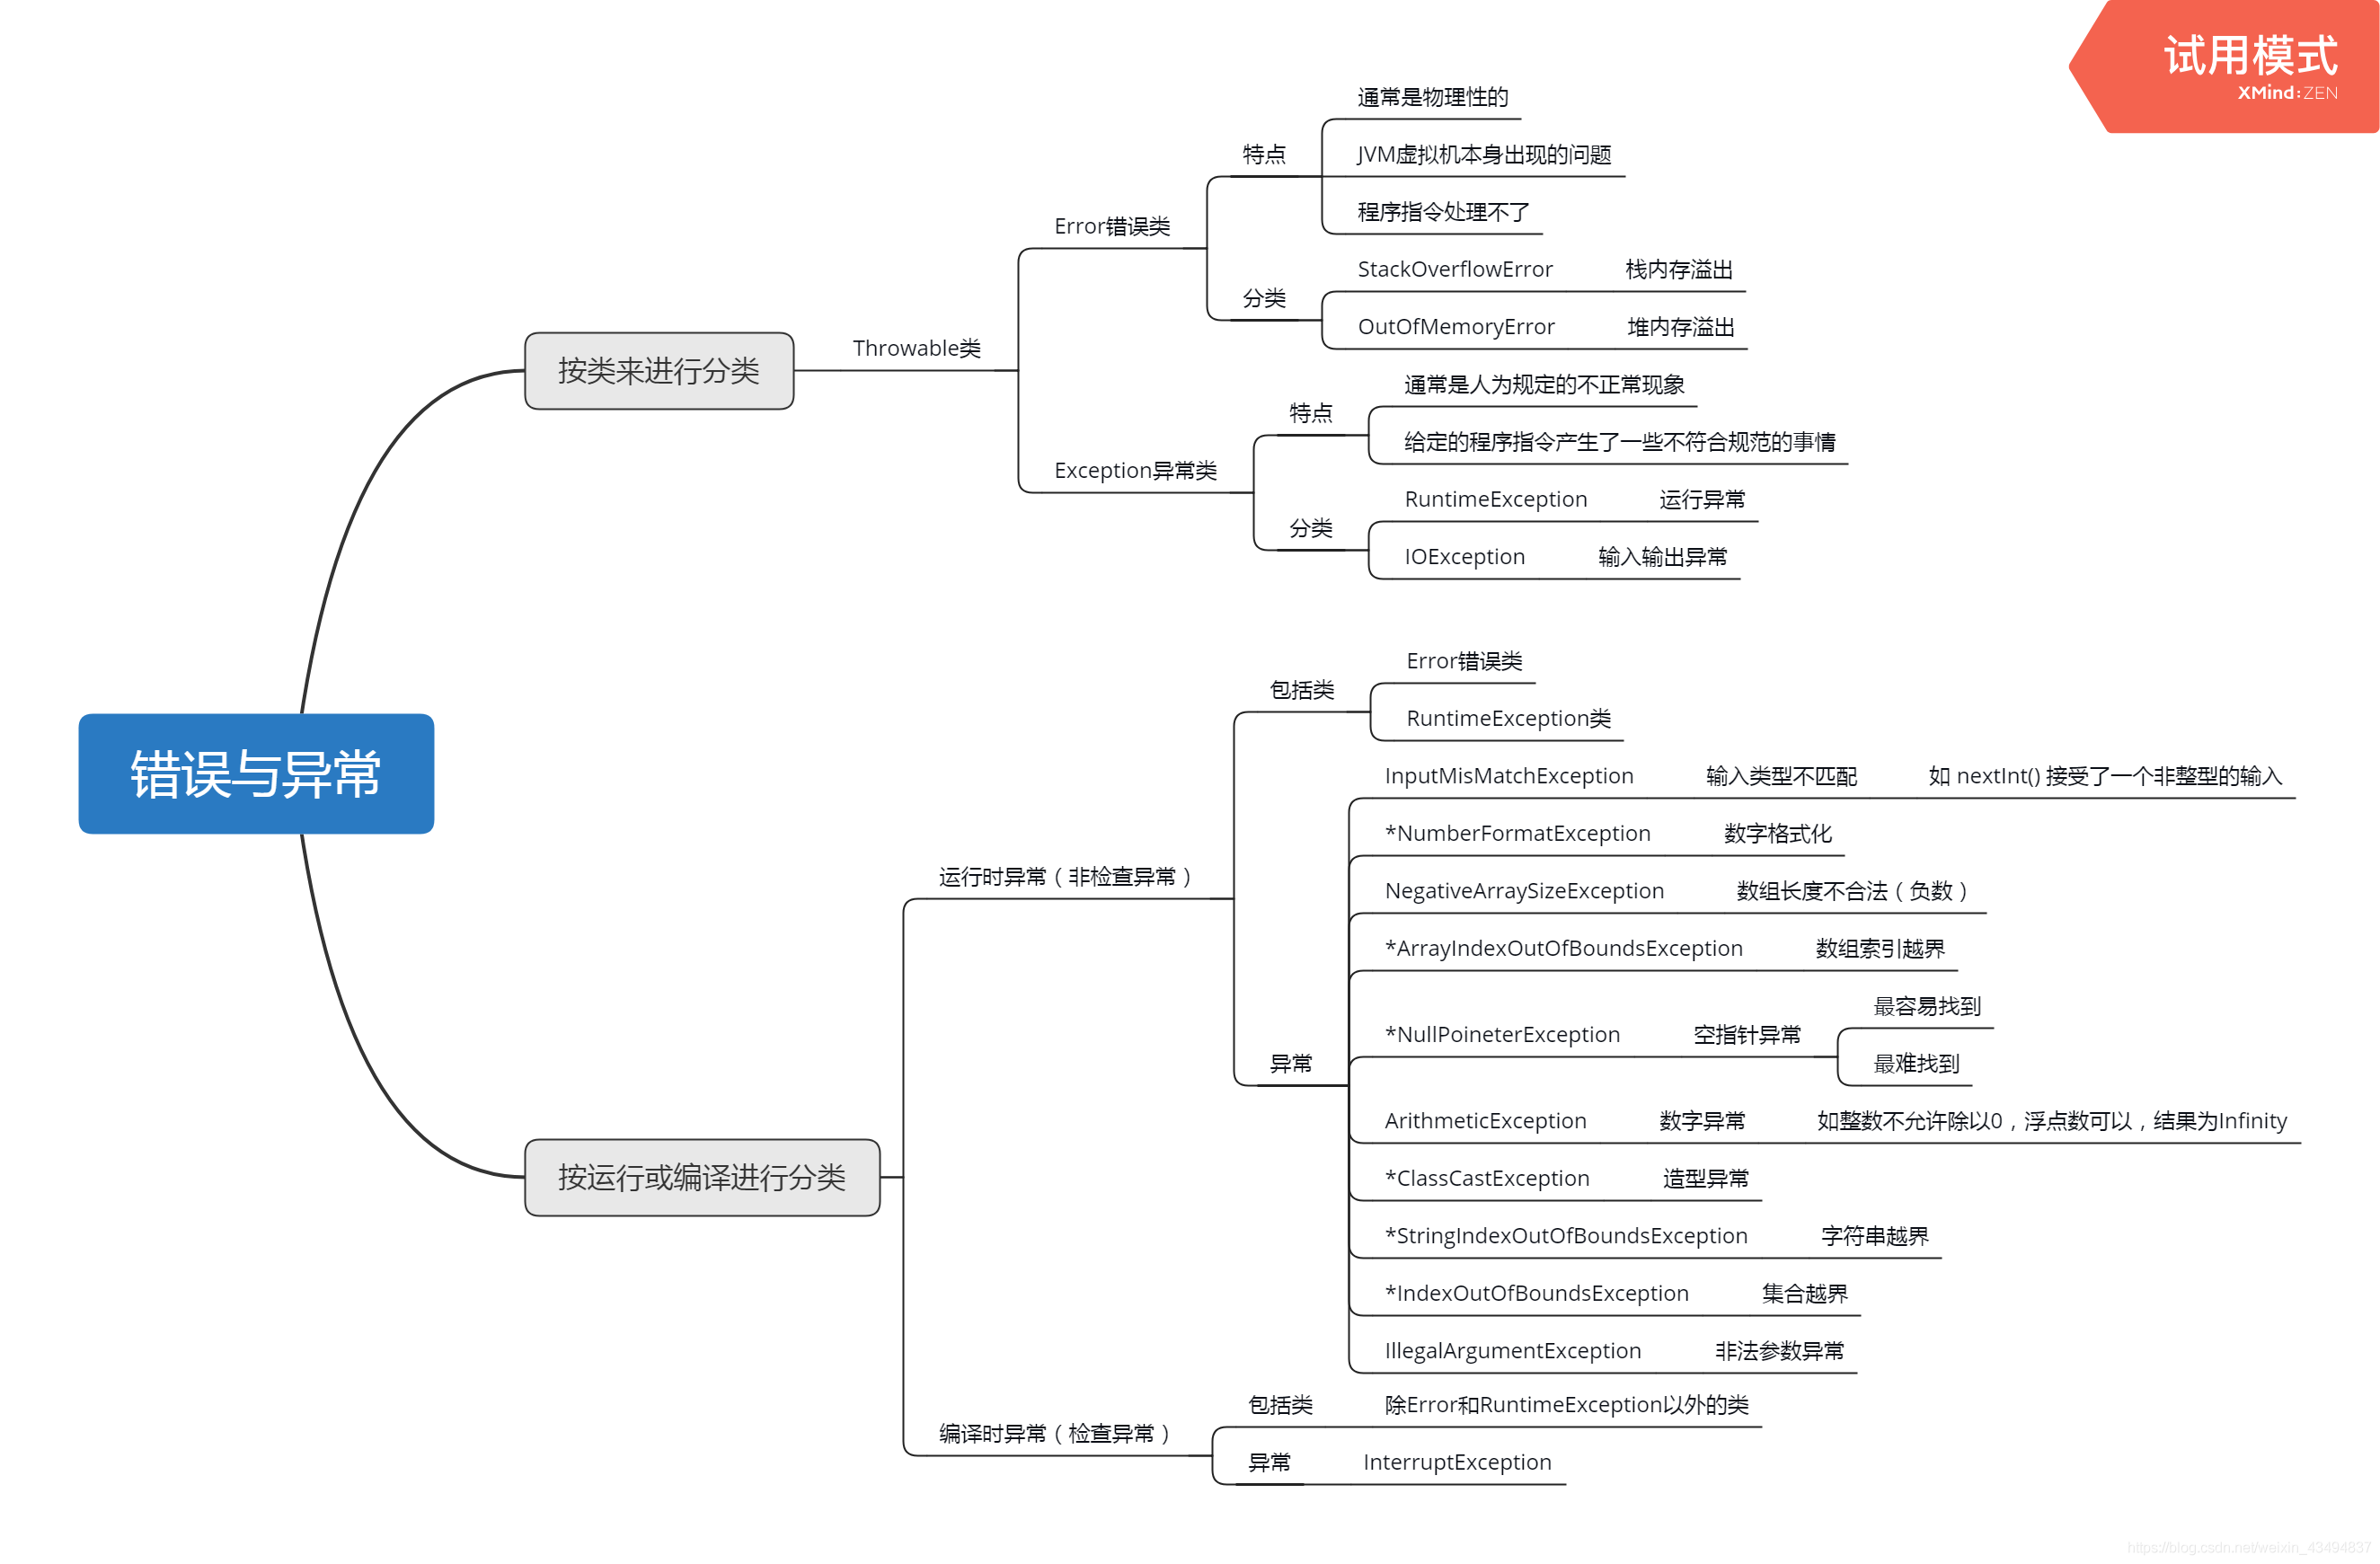 试用模式
XMind:ZEN
错误与异常
按类来进行分类
Throwable类
Error错误类
特点
通常是物理性的
JVM虚拟机本身出现的问题
程序指令处理不了
分类
StackOverflowError 栈内存溢出
OutOfMemoryError 堆内存溢出
Exception异常类
特点
通常是人为规定的不正常现象
给定的程序指令产生了一些不符合规范的事情
分类
RuntimeException 运行异常
IOException 输入输出异常
按运行或编译进行分类
运行时异常（非检查异常）
包括类
Error错误类
RuntimeException类
异常
InputMisMatchException 输入类型不匹配 如 nextInt() 接受了一个非整型的输入
*NumberFormatException 数字格式化
NegativeArraySizeException 数组长度不合法（负数）
*ArrayIndexOutOfBoundsException 数组索引越界
*NullPoineterException 空指针异常
最容易找到
最难找到
ArithmeticException 数字异常 如整数不允许除以0，浮点数可以，结果为Infinity
*ClassCastException 造型异常
*StringIndexOutOfBoundsException 字符串越界
*IndexOutOfBoundsException 集合越界
IllegalArgumentException 非法参数异常
编译时异常（检查异常）
包括类 除Error和RuntimeException以外的类
异常 InterruptException
https://blog.csdn.net/weixin_43494837